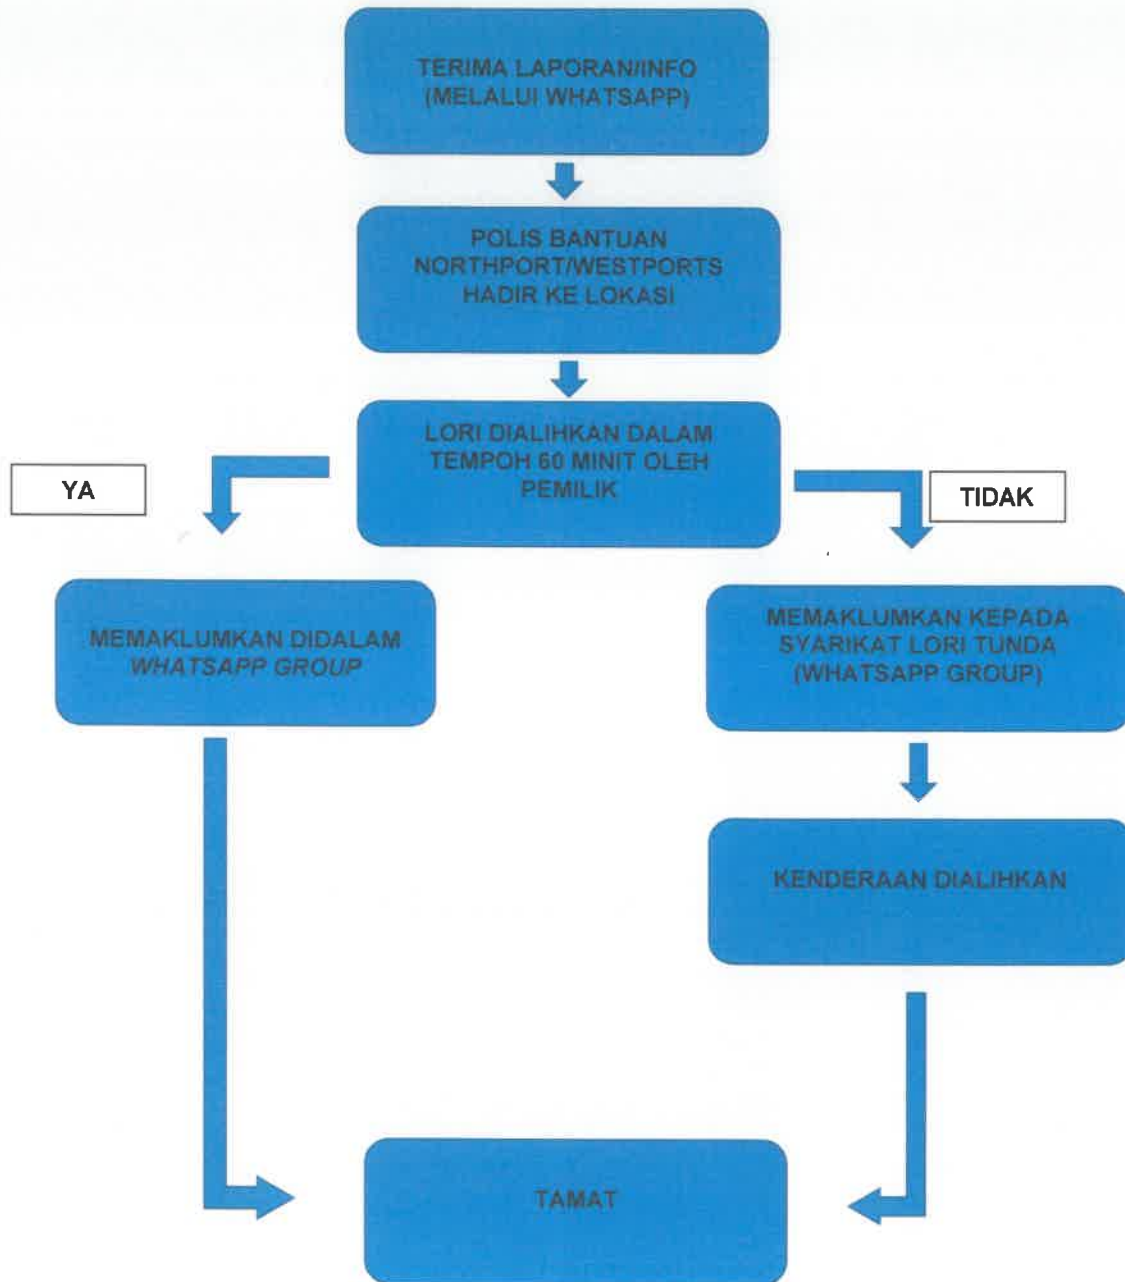 TERIMA LAPORAN/INFO
(MELALUI WHATSAPP)
POLIS BANTUAN
NORTHPORT/WESTPORTS
HADIR KE LOKASI
LORI DIALIHKAN DALAM
TEMPOH 60 MINIT OLEH
PEMILIK
YA
TIDAK
MEMAKLUMKAN DIDALAM
WHATSAPP GROUP
MEMAKLUMKAN KEPADA
SYARIKAT LORI TUNDA
(WHATSAPP GROUP)
KENDERAAN DIALIHKAN
TAMAT